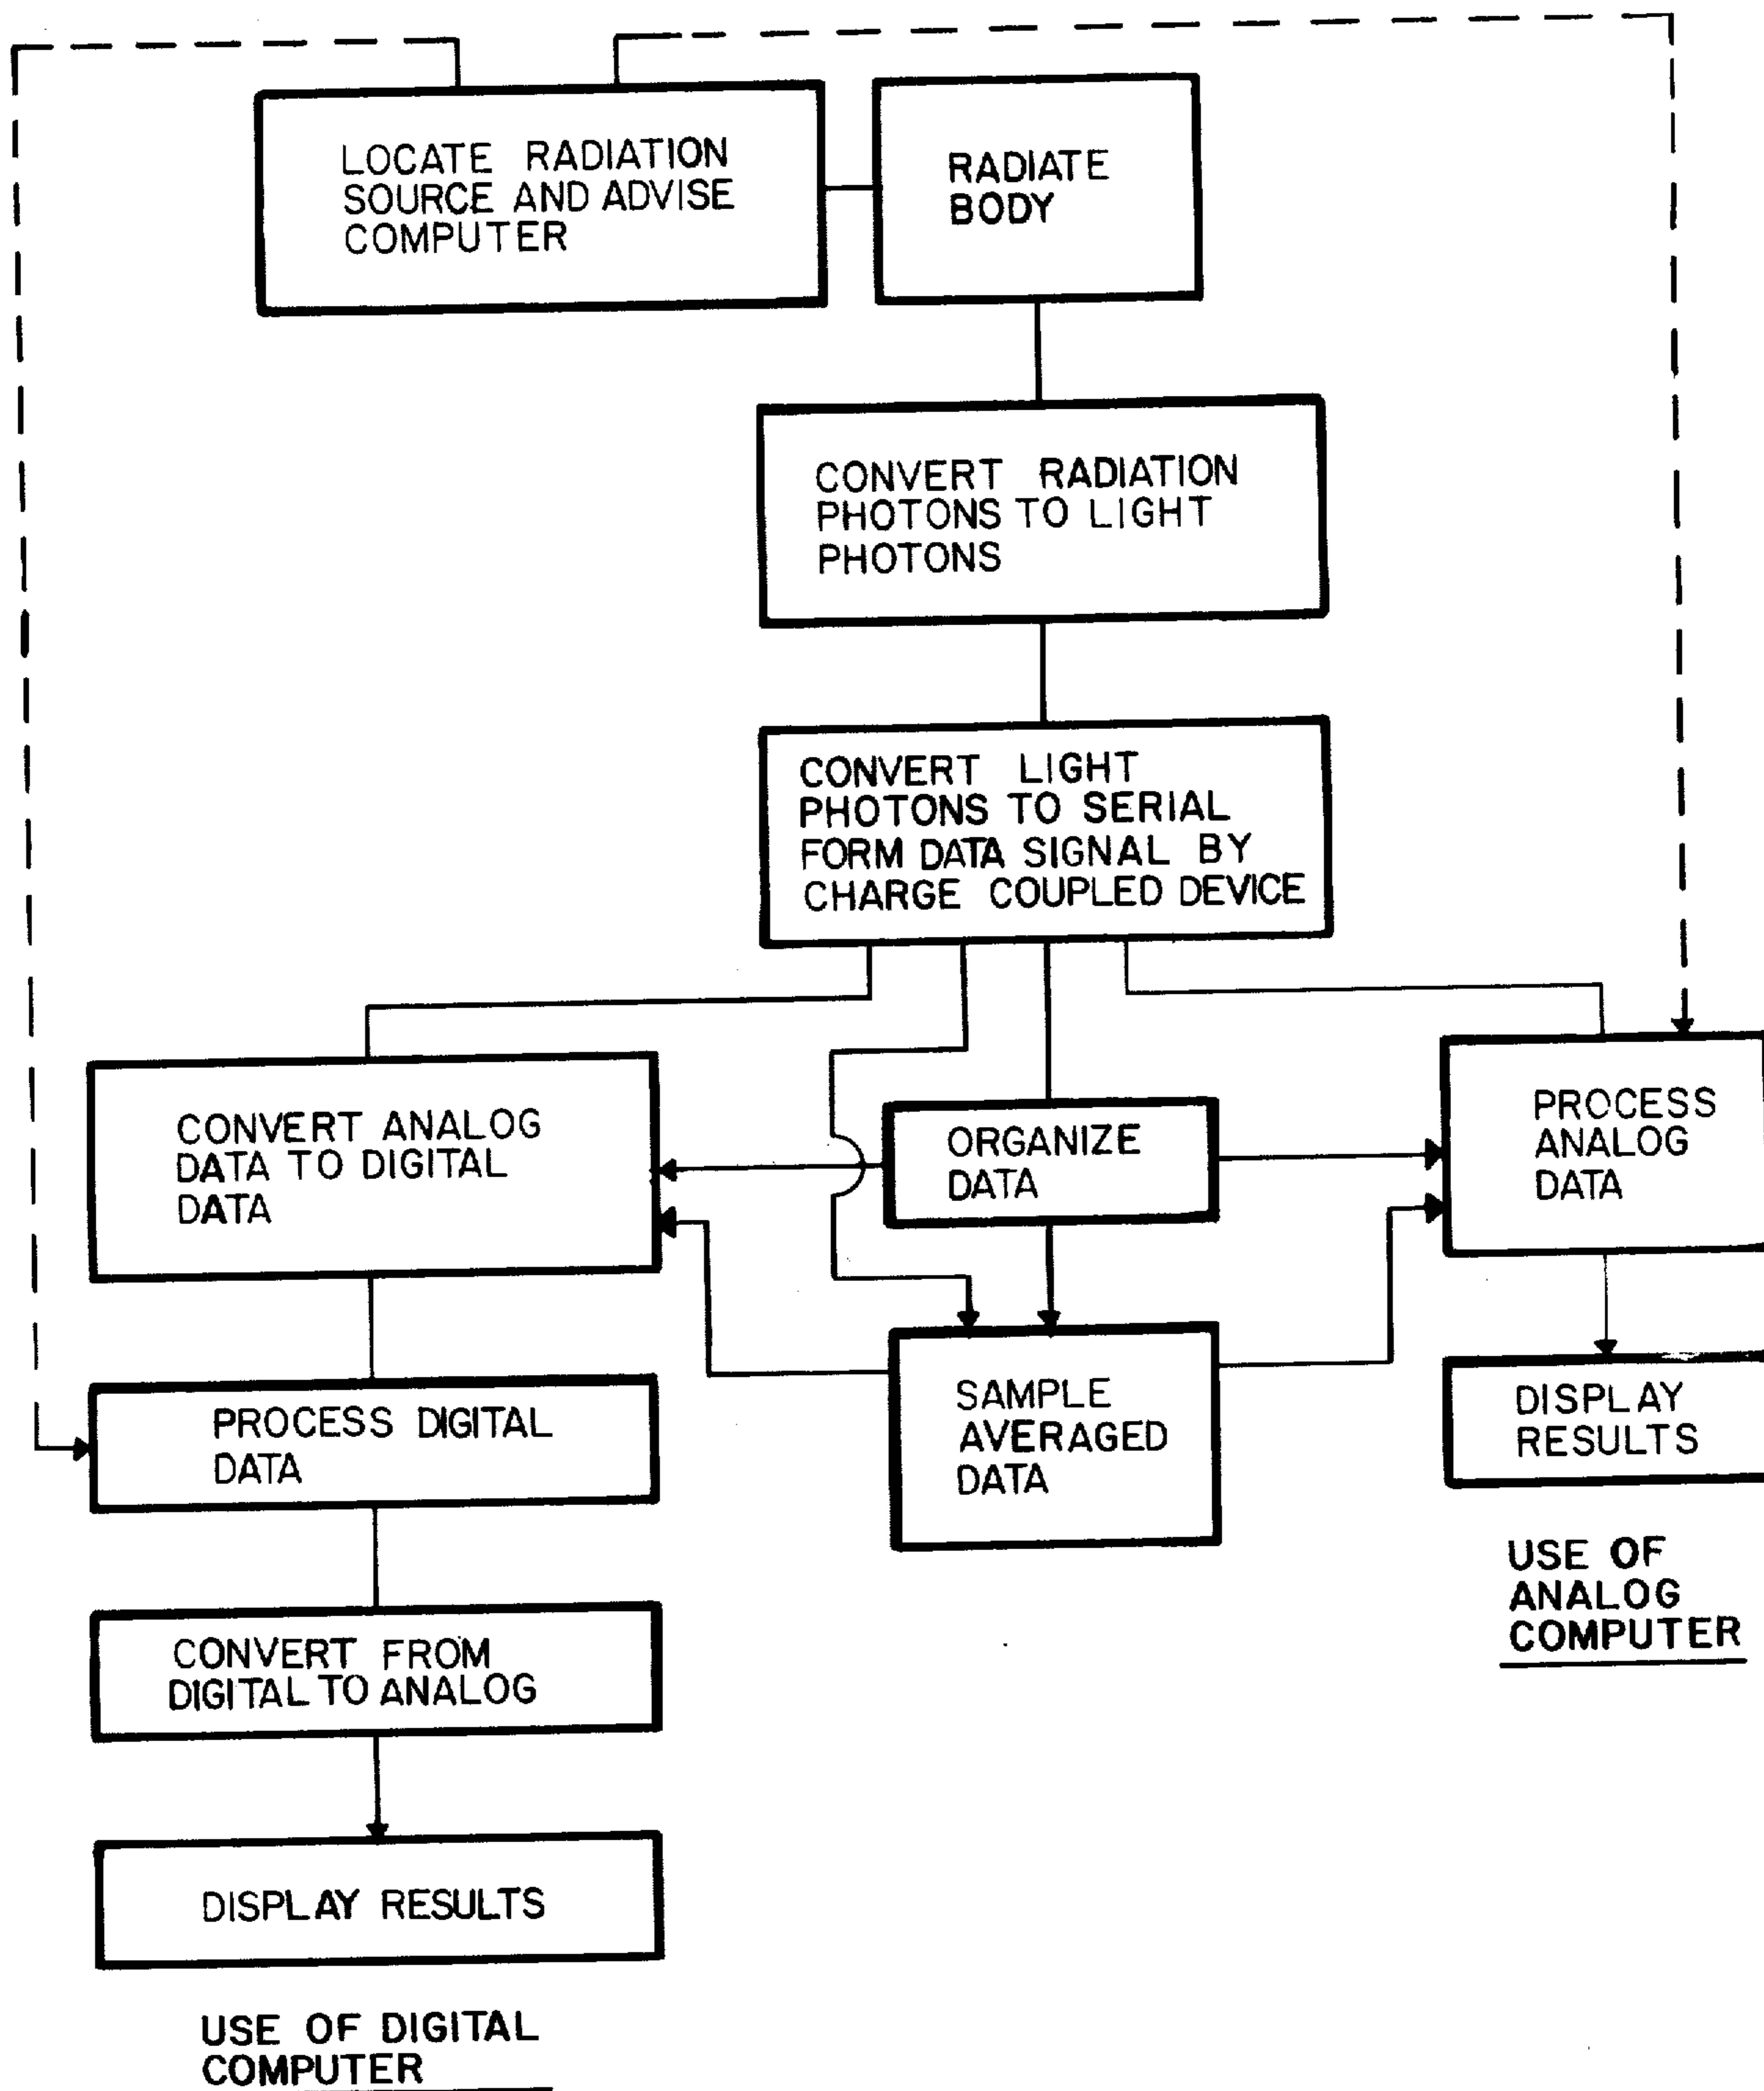 LOCATE RADIATION
SOURCE AND ADVISE
COMPUTER
RADIATE
BODY
CONVERT RADIATION
PHOTONS TO LIGHT
PHOTONS
CONVERT LIGHT
PHOTONS TO SERIAL
FORM DATA SIGNAL BY
CHARGE COUPLED DEVICE
CONVERT ANALOG
DATA TO DIGITAL
DATA
ORGANIZE
DATA
PROCESS
ANALOG
DATA
PROCESS DIGITAL
DATA
SAMPLE
AVERAGED
DATA
DISPLAY
RESULTS
USE OF
ANALOG
COMPUTER
CONVERT FROM
DIGITAL TO ANALOG
DISPLAY RESULTS
USE OF DIGITAL
COMPUTER